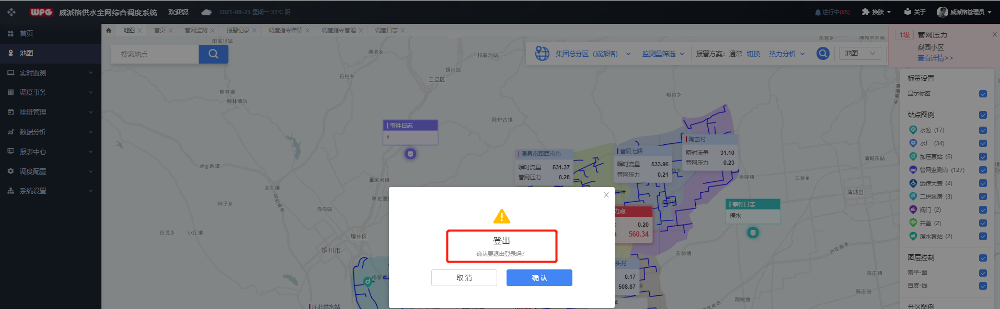 WPG 威派格供水全网综合调度系统 欢迎您 2021-08-23 星期一 31℃ 阴 进行中(65) 换肤 关于 威派格管理员
首页
地图
实时监测
调度事务
排班管理
数据分析
报表中心
调度配置
系统设置
地图 首页 管网监测 报警记录 调度指令详情 调度指令管理 调度日志
搜索地点
集团总分区（威派格） 监测量筛选 报警方案: 通常 切换 热力分析 地图
1级 管网压力
梨园小区
查看详情>>
标签设置
显示标签
站点图例
水源 (17)
水厂 (34)
加压泵站 (6)
管网监测点 (127)
远传大表 (2)
二供泵房 (3)
阀门 (2)
井盖 (2)
原水泵站 (2)
图层控制
富平-面
百度-线
分区图例
田家咀站
蒲池乡
相庙沟站
铜川站
石柱乡
王益区
柳林镇
柳林镇站
峪岭乡
陈炉古镇
事件日志
t
温泉南路西南角
瞬时流量 531.37
管网压力 0.28
富辰七路
瞬时流量 533.96
管网压力 0.21
陶艺村
瞬时流量 31.10
管网压力 0.23
董家河镇
关庄镇
阿子乡
寺沟站
白瓜乡
小丘镇
耀州区
铜川市
桥陵镇
三合乡
蒲城东站
蒲城县
事件日志
停水
力点
0.20
560.34
苏坊镇
京昆高速
陈庄镇
陈庄站
荆姚镇
头村
0.17
508.87
庄北供水站
登出
确认要退出登录吗?
取消 确认